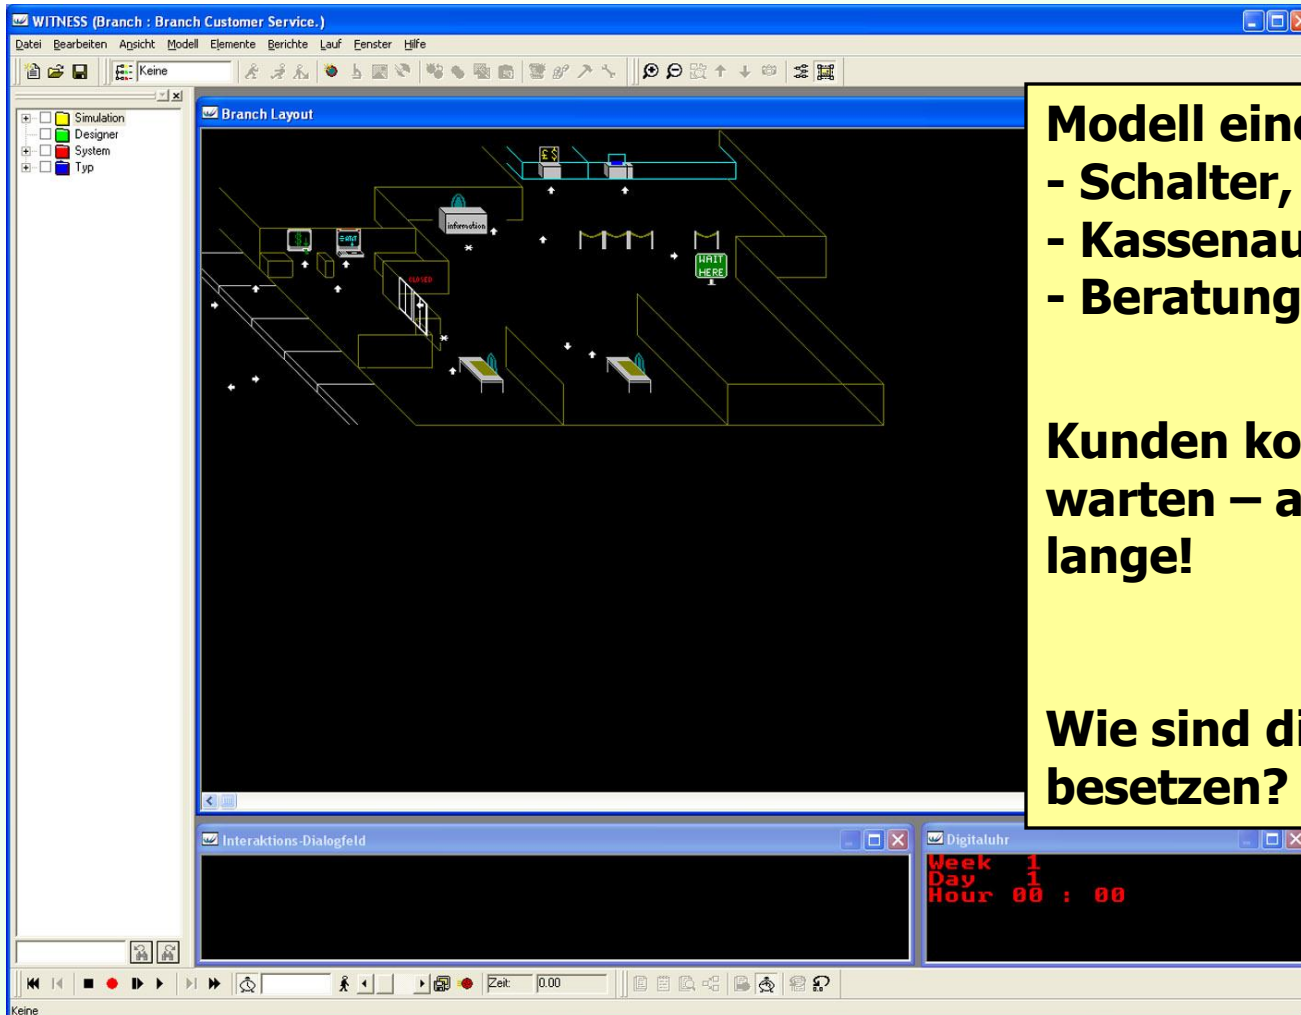 WITNESS (Branch : Branch Customer Service.)
Datei Bearbeiten Ansicht Modell Elemente Berichte Lauf Fenster Hilfe
Keine
Simulation
Designer
System
Typ
Branch Layout
information
CLOSED
WAIT
HERE
Modell eine
- Schalter,
- Kassenau
- Beratung
Kunden ko
warten – a
lange!
Wie sind di
besetzen?
Interaktions-Dialogfeld
Digitaluhr
Week 1
Day 1
Hour 00 : 00
Zeit: 0.00
Keine